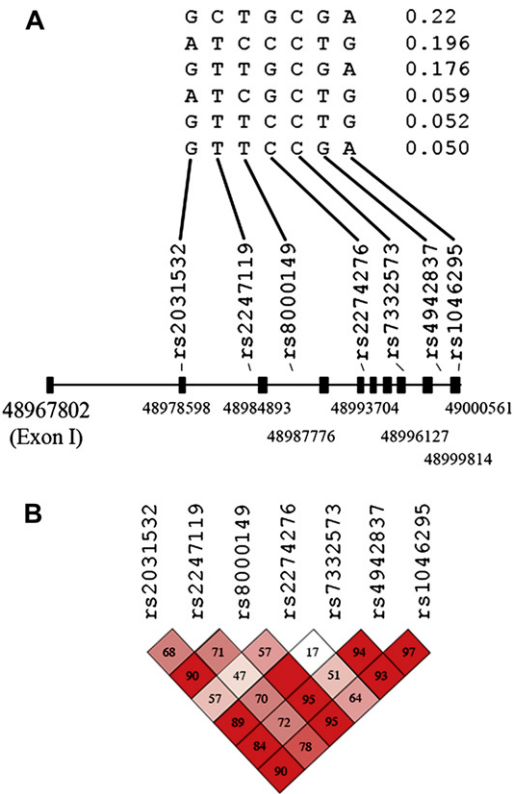 A
G C T G C G A 0.22
A T C C C T G 0.196
G T T G C G A 0.176
A T C G C T G 0.059
G T T C C T G 0.052
G T T C C G A 0.050
rs2031532 rs2247119 rs8000149 rs2274276 rs7332573 rs4942837 rs1046295
48967802 48978598 48984893 48993704 49000561
(Exon I) 48987776 48996127
48999814
B
rs2031532 rs2247119 rs8000149 rs2274276 rs7332573 rs4942837 rs1046295
68 71 57 17 94 97
90 47 51 93
57 70 95 64
89 72 95
84 78
90